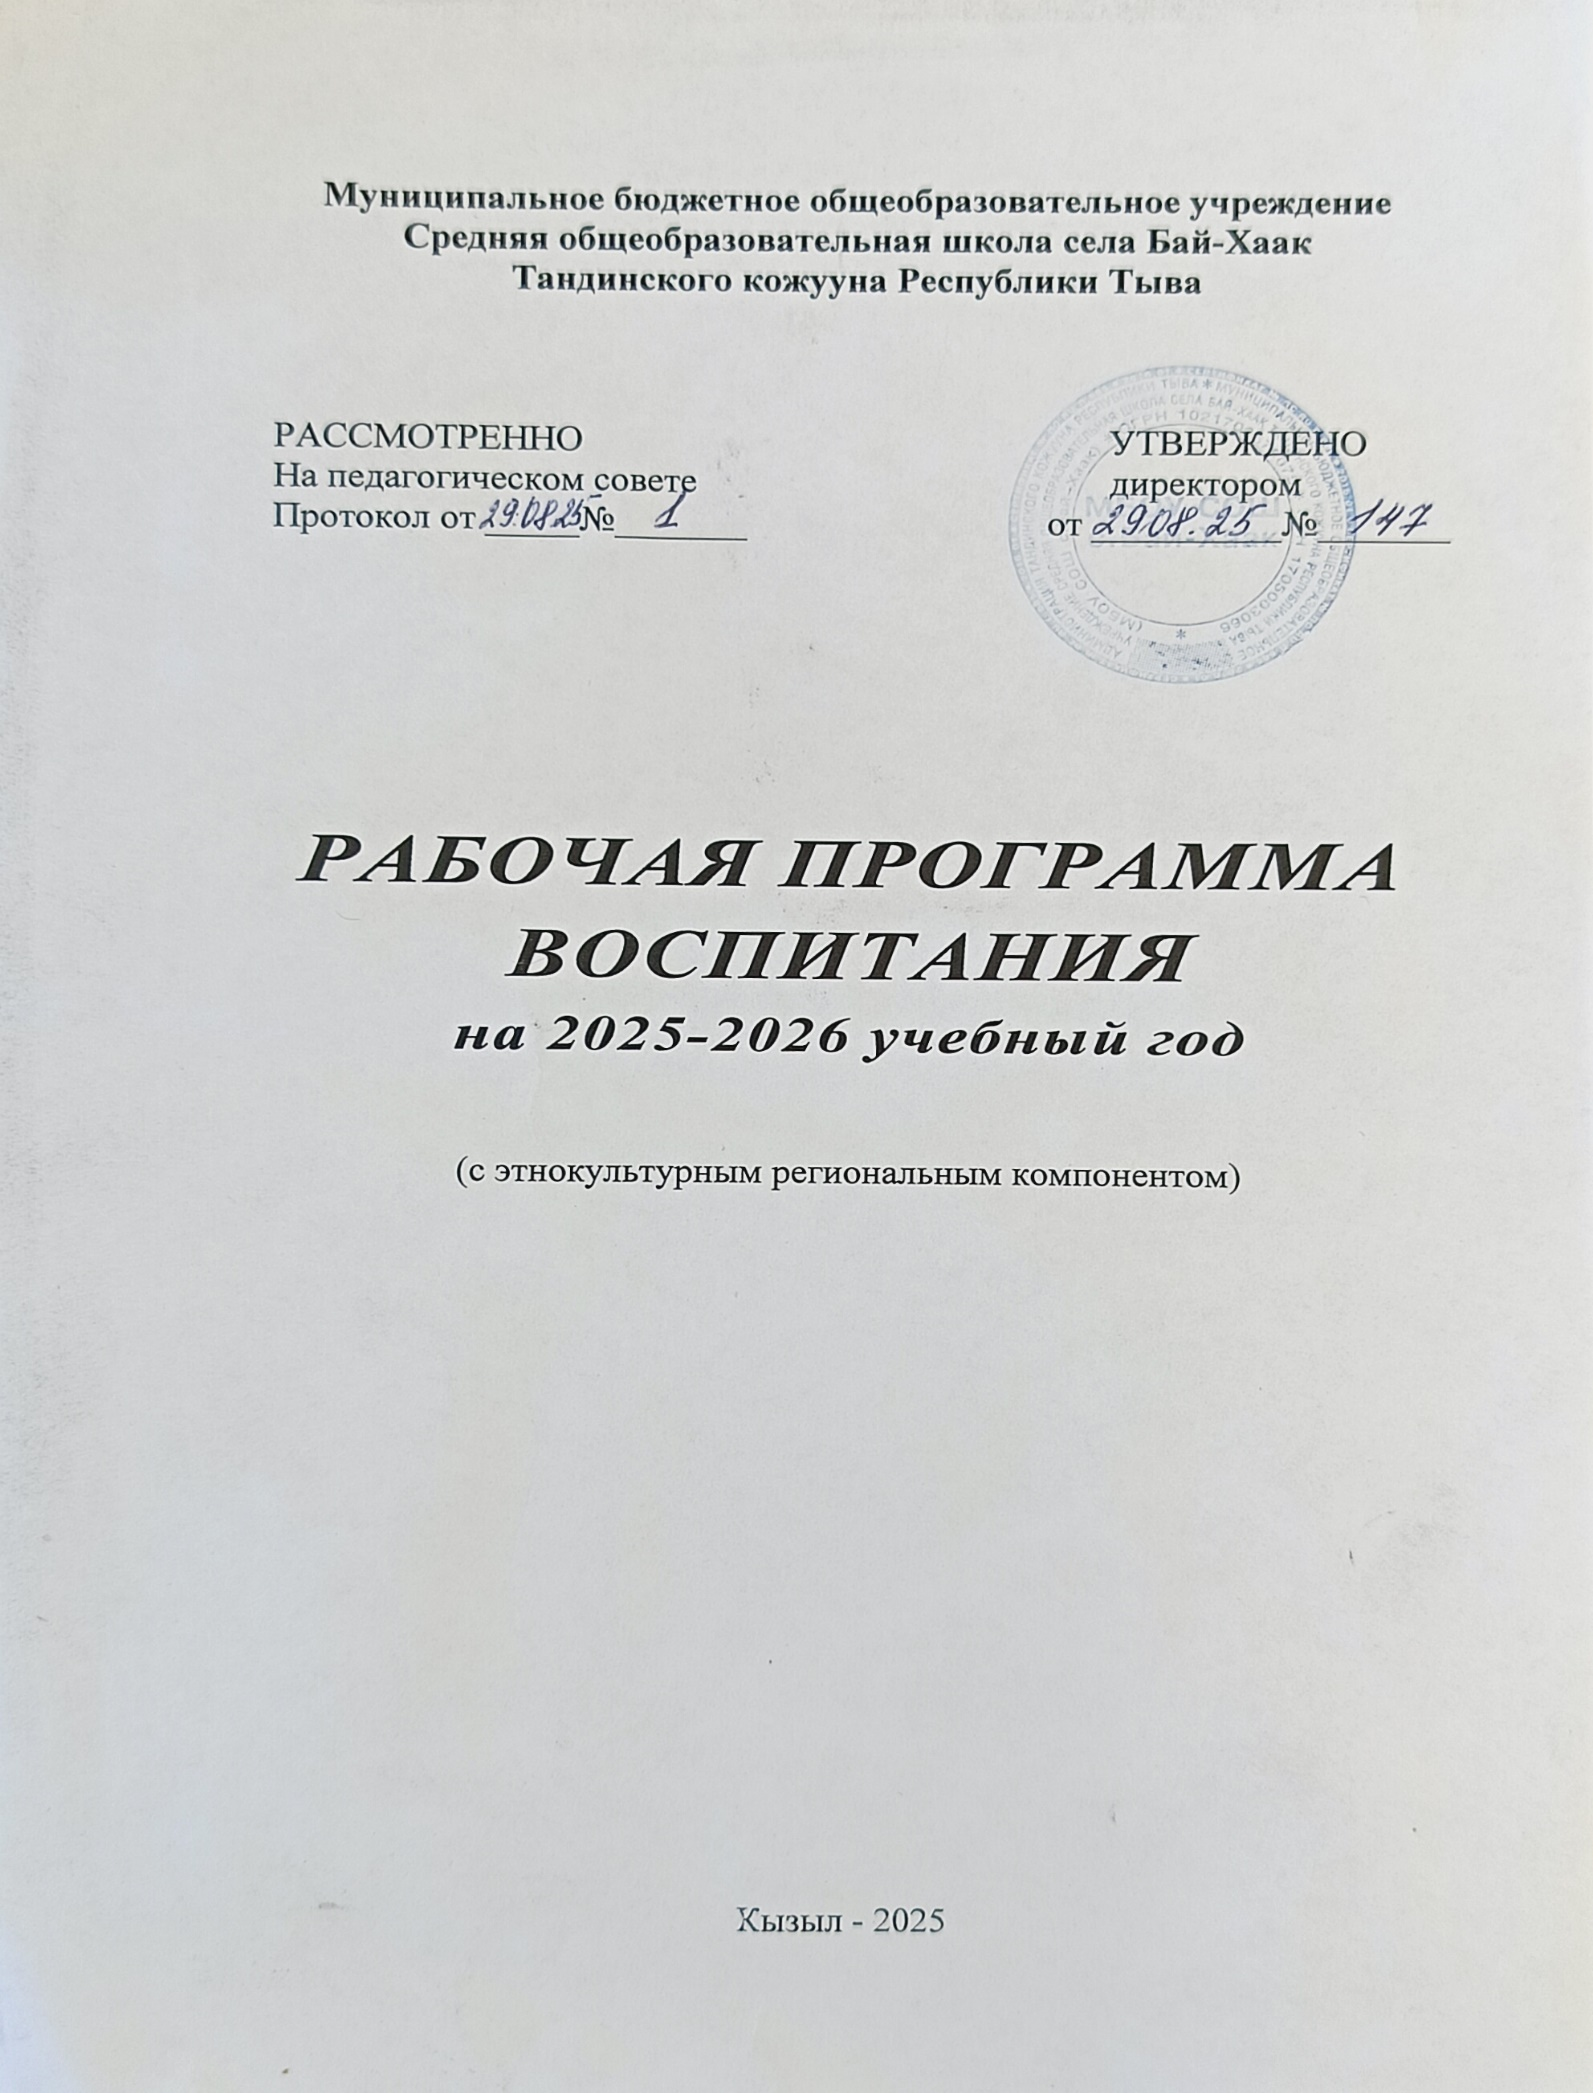 Муниципальное бюджетное общеобразовательное учреждение
Средняя общеобразовательная школа села Бай-Хаак
Тандинского кожууна Республики Тыва
РАССМОТРЕННО
На педагогическом совете
Протокол от 29.08.25 № 1
УТВЕРЖДЕНО
директором
от 29 08. 25 № 147
РАБОЧАЯ ПРОГРАММА
ВОСПИТАНИЯ
на 2025-2026 учебный год
(с этнокультурным региональным компонентом)
Кызыл - 2025